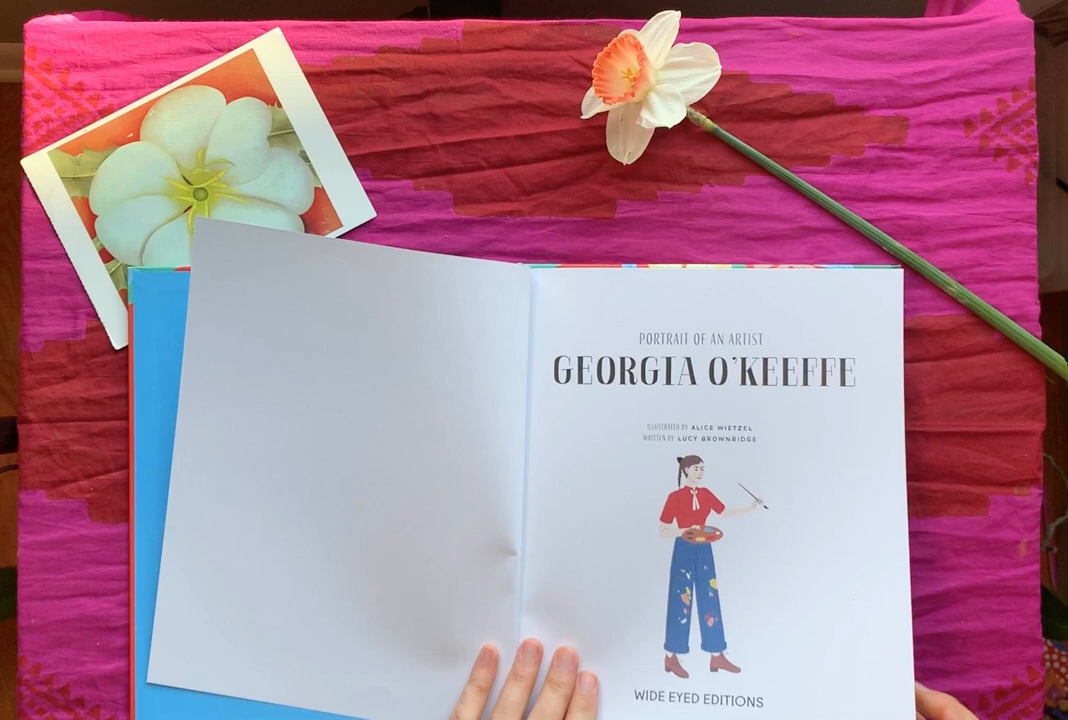 PORTRAIT OF AN ARTIST
GEORGIA O'KEEFFE
ILLUSTRATED BY ALICE WIETZEL
WRITTEN BY LUCY BROWNRIDGE
WIDE EYED EDITIONS